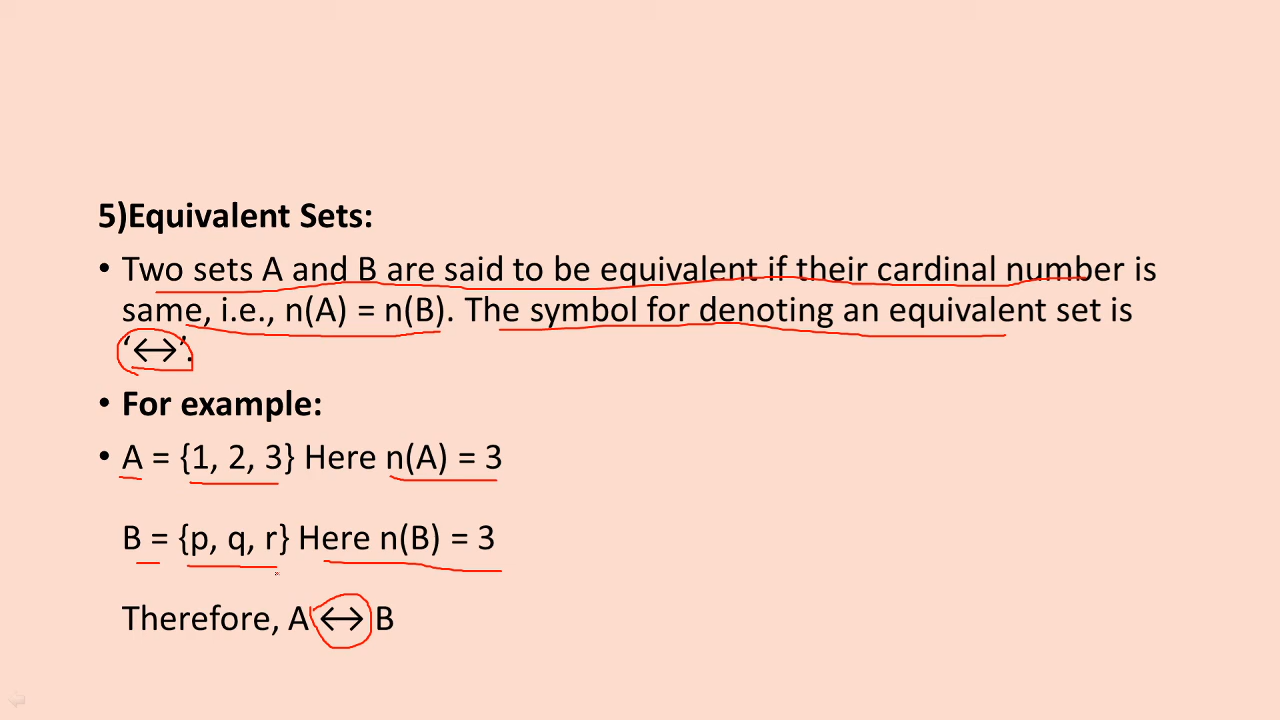 5)Equivalent Sets:
• Two sets A and B are said to be equivalent if their cardinal number is
same, i.e., n(A) = n(B). The symbol for denoting an equivalent set is
‘↔’.
• For example:
• A = {1, 2, 3} Here n(A) = 3
B = {p, q, r} Here n(B) = 3
Therefore, A ↔ B